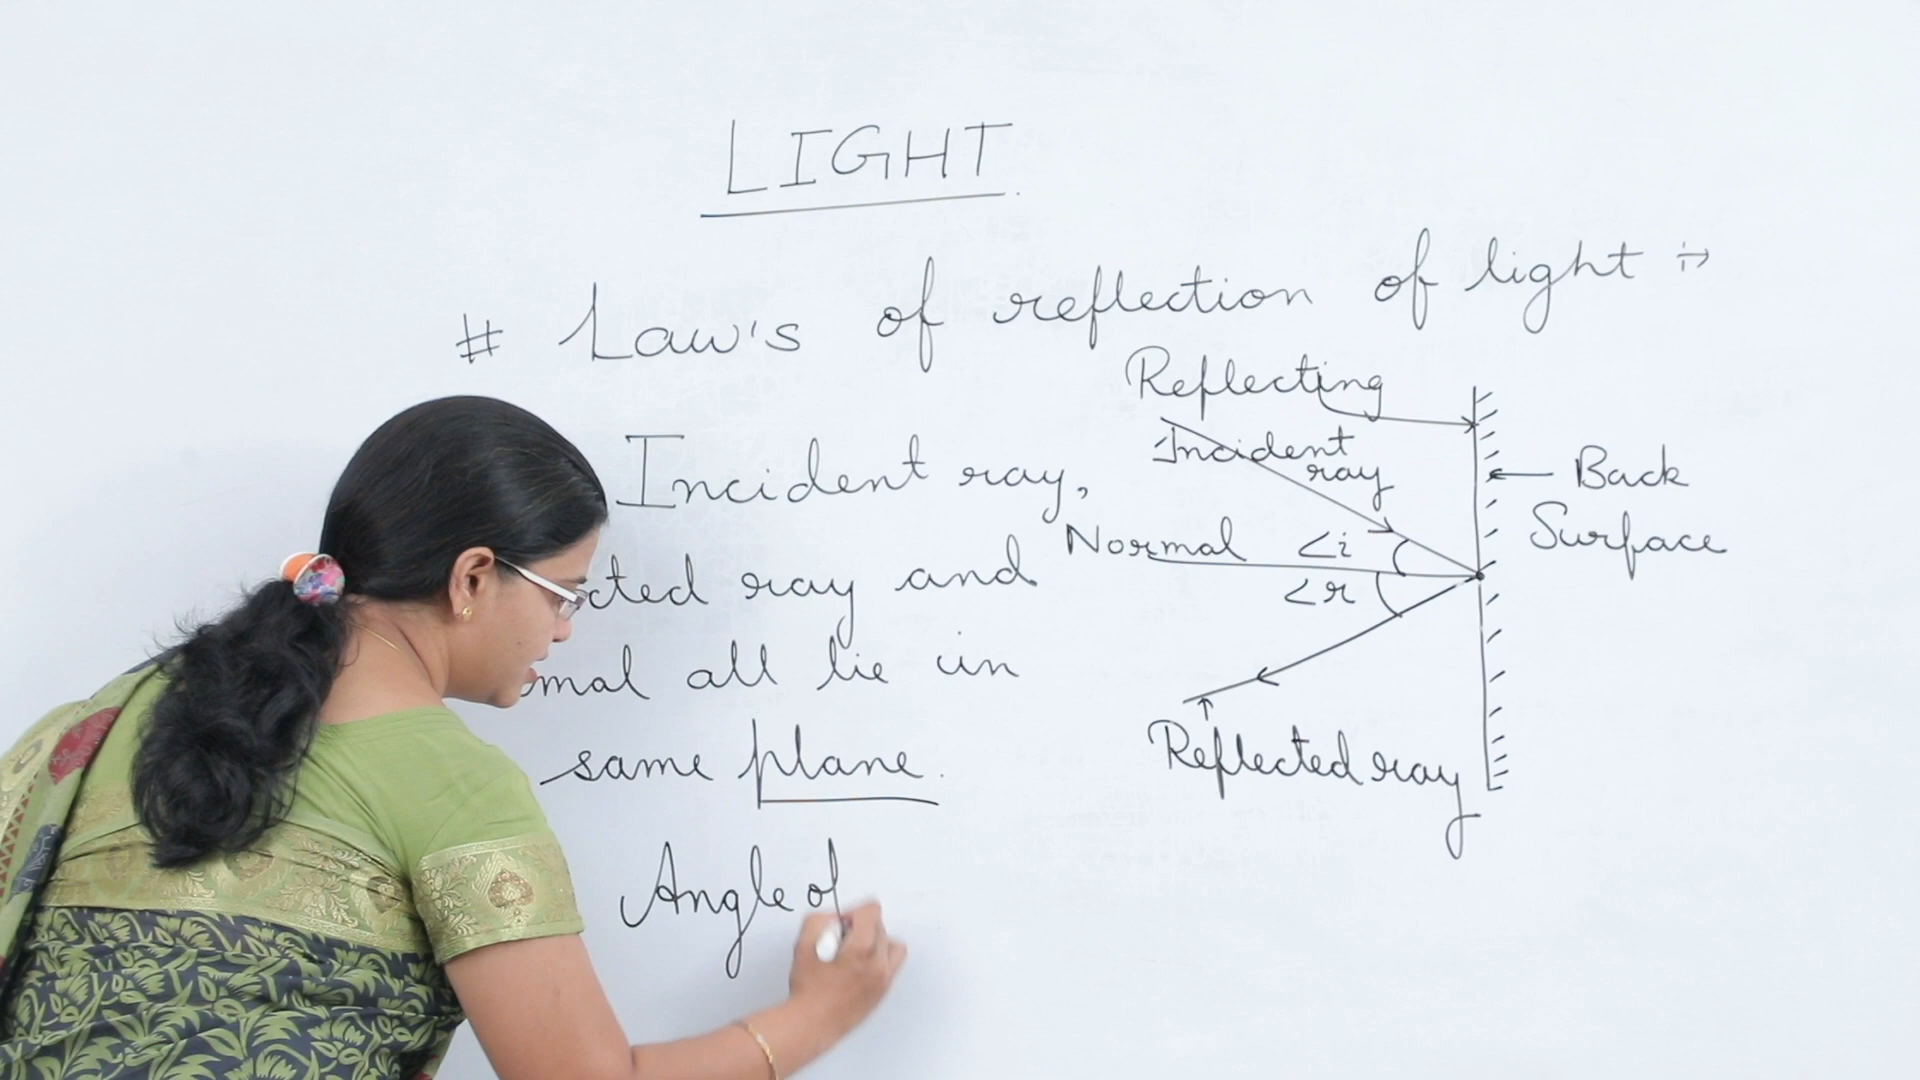 LIGHT
# Law's of reflection of light :→
Incident ray,
cted ray and
mal all lie in
same plane.
Angle of
Reflecting
Incident
ray
Normal
<i
<r
Reflected ray
Back
Surface